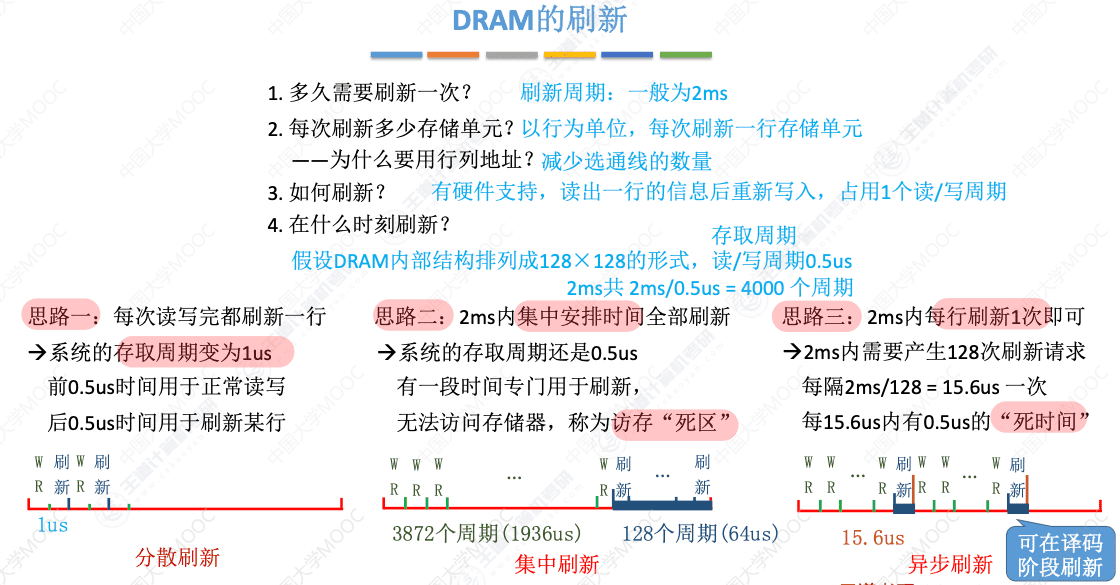 DRAM的刷新
1. 多久需要刷新一次？ 刷新周期：一般为2ms
2. 每次刷新多少存储单元？以行为单位，每次刷新一行存储单元
——为什么要用行列地址？减少选通线的数量
3. 如何刷新？ 有硬件支持，读出一行的信息后重新写入，占用1个读/写周期
4. 在什么时刻刷新？
存取周期
假设DRAM内部结构排列成128×128的形式，读/写周期0.5us
2ms共 2ms/0.5us = 4000 个周期
思路一：每次读写完都刷新一行
→系统的存取周期变为1us
前0.5us时间用于正常读写
后0.5us时间用于刷新某行
W 刷 W 刷
R 新 R 新
1us
分散刷新
思路二：2ms内集中安排时间全部刷新
→系统的存取周期还是0.5us
有一段时间专门用于刷新，
无法访问存储器，称为访存“死区”
W W W ... W 刷 ... 刷
R R R R 新 新
3872个周期(1936us) 128个周期(64us)
集中刷新
思路三：2ms内每行刷新1次即可
→2ms内需要产生128次刷新请求
每隔2ms/128 = 15.6us 一次
每15.6us内有0.5us的“死时间”
W W ... W 刷 W W ... W 刷
R R R 新 R R R 新
15.6us
异步刷新
可在译码
阶段刷新
中国大学MOOC
王道计算机考研